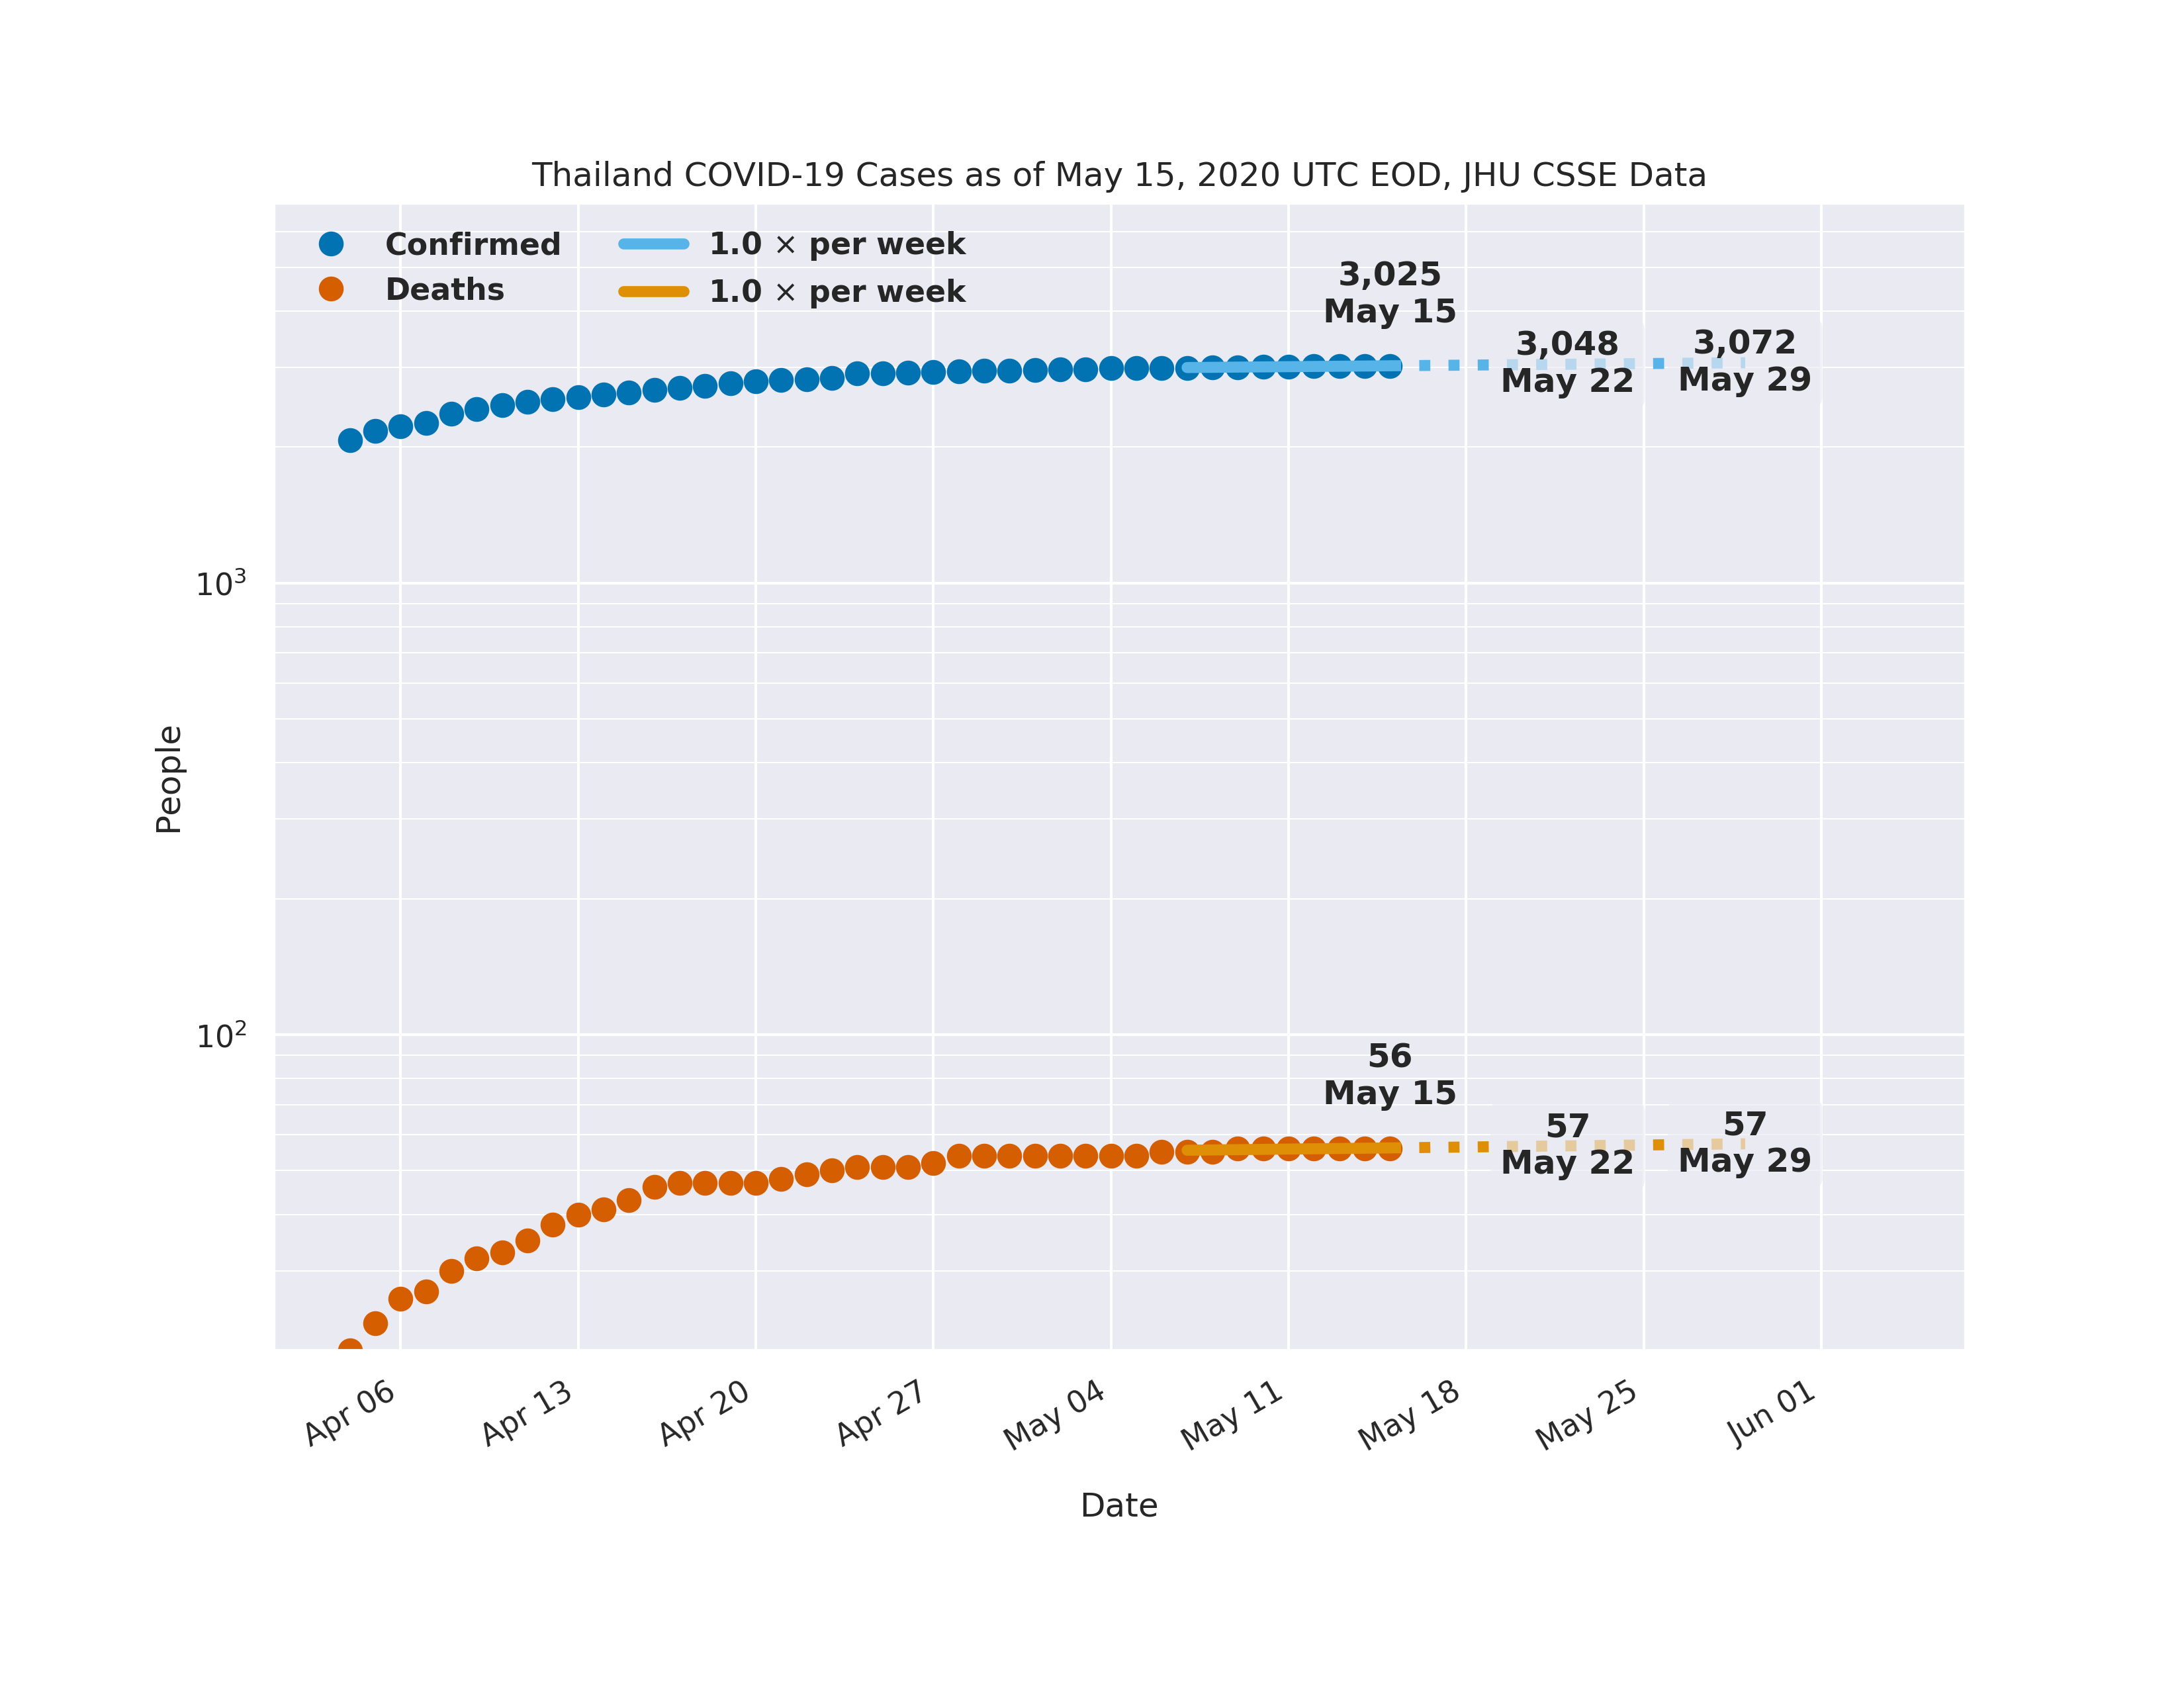 Thailand COVID-19 Cases as of May 15, 2020 UTC EOD, JHU CSSE Data
Confirmed
Deaths
1.0 × per week
1.0 × per week
3,025
May 15
3,048
May 22
3,072
May 29
10³
People
10²
56
May 15
57
May 22
57
May 29
Apr 06
Apr 13
Apr 20
Apr 27
May 04
May 11
May 18
May 25
Jun 01
Date